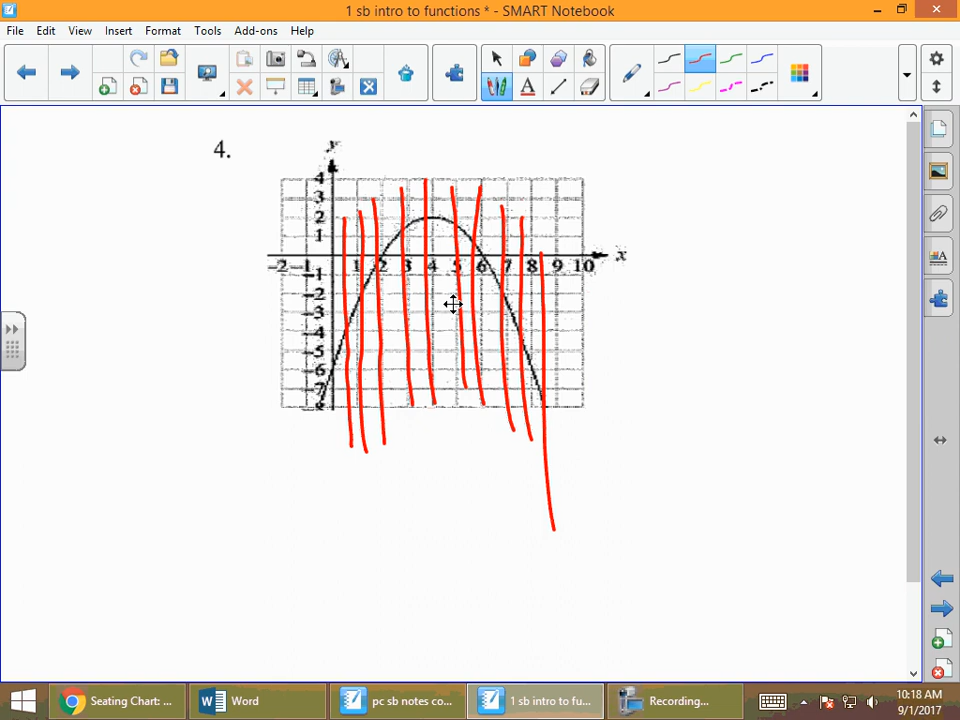 1 sb intro to functions * - SMART Notebook
File Edit View Insert Format Tools Add-ons Help
4.
y
4
3
2
1
-2 -1 1 2 3 4 5 6 7 8 9 10 x
-1
-2
-3
-4
-5
-6
-7
-8
Seating Chart: ... Word pc sb notes co... 1 sb intro to fu... Recording... 10:18 AM
9/1/2017